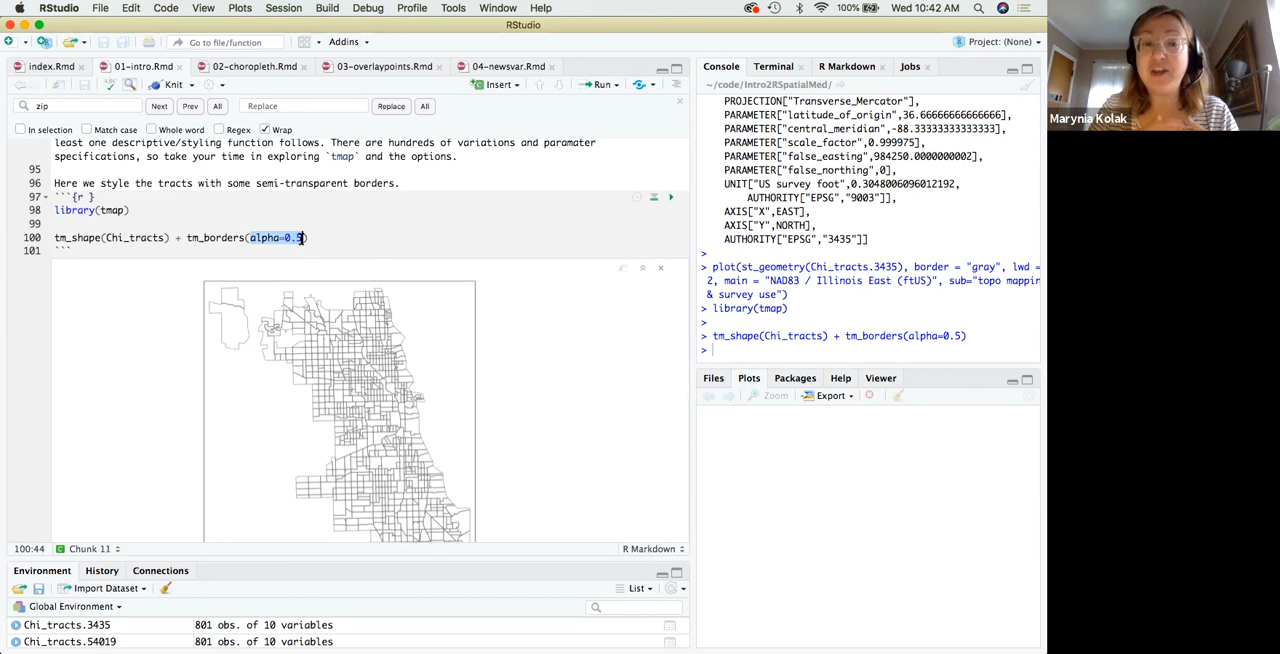 RStudio File Edit Code View Plots Session Build Debug Profile Tools Window Help 100% Wed 10:42 AM
RStudio
Go to file/function Addins Project: (None)
index.Rmd 01-intro.Rmd 02-choropleth.Rmd 03-overlaypoints.Rmd 04-newsvar.Rmd
Knit Insert Run
zip Next Prev All Replace Replace All
In selection Match case Whole word Regex Wrap
least one descriptive/styling function follows. There are hundreds of variations and paramater
specifications, so take your time in exploring `tmap` and the options.
95
96 Here we style the tracts with some semi-transparent borders.
97 ```{r }
98 library(tmap)
99
100 tm_shape(Chi_tracts) + tm_borders(alpha=0.5)
101 ```
100:44 Chunk 11 R Markdown
Environment History Connections
Import Dataset List
Global Environment
Chi_tracts.3435 801 obs. of 10 variables
Chi_tracts.54019 801 obs. of 10 variables
Console Terminal R Markdown Jobs
~/code/Intro2RSpatialMed/
PROJECTION["Transverse_Mercator"],
PARAMETER["latitude_of_origin",36.66666666666666],
PARAMETER["central_meridian",-88.33333333333333],
PARAMETER["scale_factor",0.999975],
PARAMETER["false_easting",984250.0000000002],
PARAMETER["false_northing",0],
UNIT["US survey foot",0.3048006096012192,
AUTHORITY["EPSG","9003"]],
AXIS["X",EAST],
AXIS["Y",NORTH],
AUTHORITY["EPSG","3435"]]
>
> plot(st_geometry(Chi_tracts.3435), border = "gray", lwd =
2, main = "NAD83 / Illinois East (ftUS)", sub="topo mappin
& survey use")
> library(tmap)
>
> tm_shape(Chi_tracts) + tm_borders(alpha=0.5)
>
Files Plots Packages Help Viewer
Zoom Export
Marynia Kolak